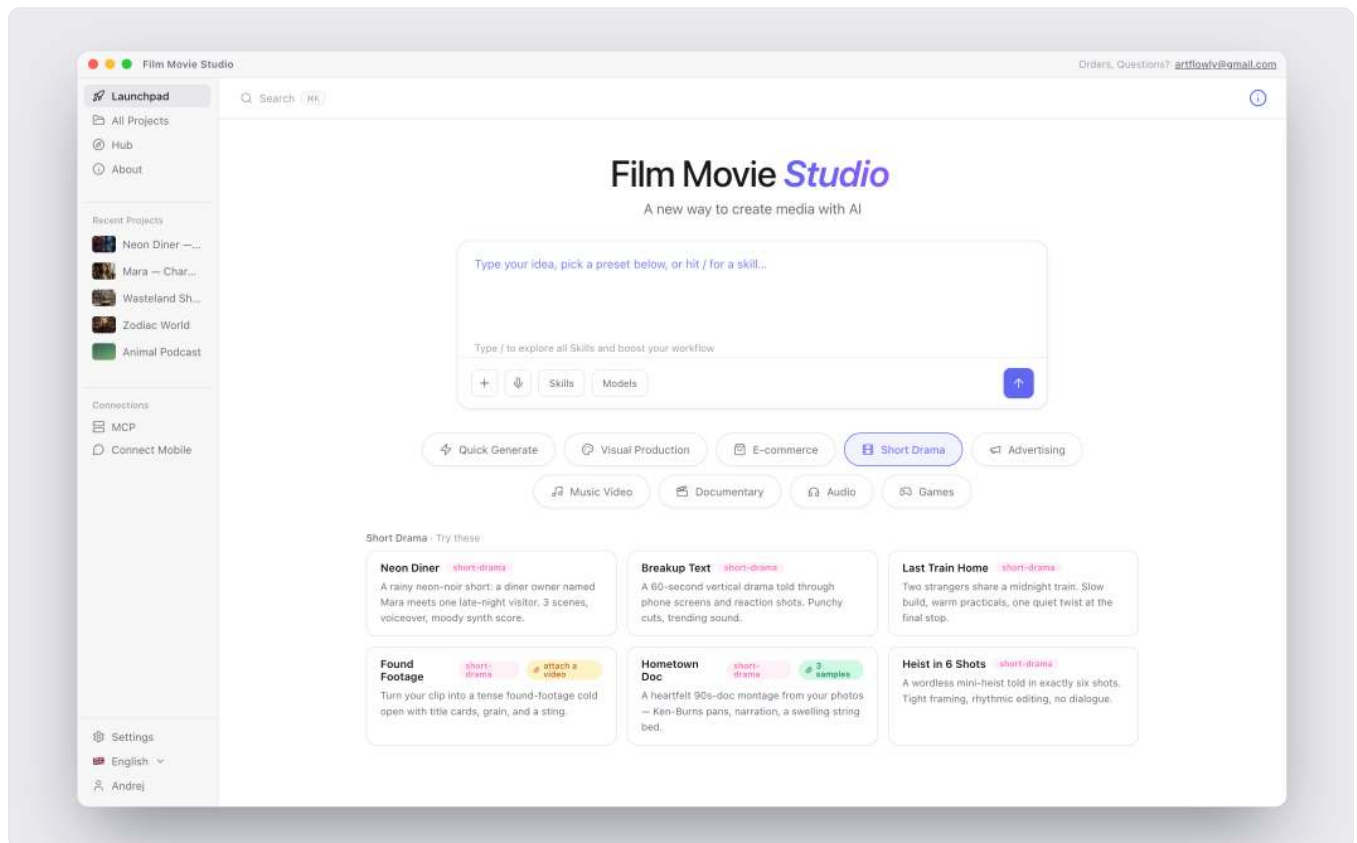 Film Movie Studio
Orders, Questions? artflowlv@gmail.com
Launchpad
All Projects
Hub
About
Recent Projects
Neon Diner —...
Mara — Char...
Wasteland Sh...
Zodiac World
Animal Podcast
Connections
MCP
Connect Mobile
Settings
English
Andrej
Search ⌘K
Film Movie Studio
A new way to create media with AI
Type your idea, pick a preset below, or hit / for a skill...
Type / to explore all Skills and boost your workflow
Skills
Models
Quick Generate
Visual Production
E-commerce
Short Drama
Advertising
Music Video
Documentary
Audio
Games
Short Drama · Try these
Neon Diner short-drama
A rainy neon-noir short: a diner owner named
Mara meets one late-night visitor. 3 scenes,
voiceover, moody synth score.
Breakup Text short-drama
A 60-second vertical drama told through
phone screens and reaction shots. Punchy
cuts, trending sound.
Last Train Home short-drama
Two strangers share a midnight train. Slow
build, warm practicals, one quiet twist at the
final stop.
Found
Footage
short-
drama
attach a
video
Turn your clip into a tense found-footage cold
open with title cards, grain, and a sting.
Hometown
Doc
short-
drama
3
samples
A heartfelt 90s-doc montage from your photos
— Ken-Burns pans, narration, a swelling string
bed.
Heist in 6 Shots short-drama
A wordless mini-heist told in exactly six shots.
Tight framing, rhythmic editing, no dialogue.